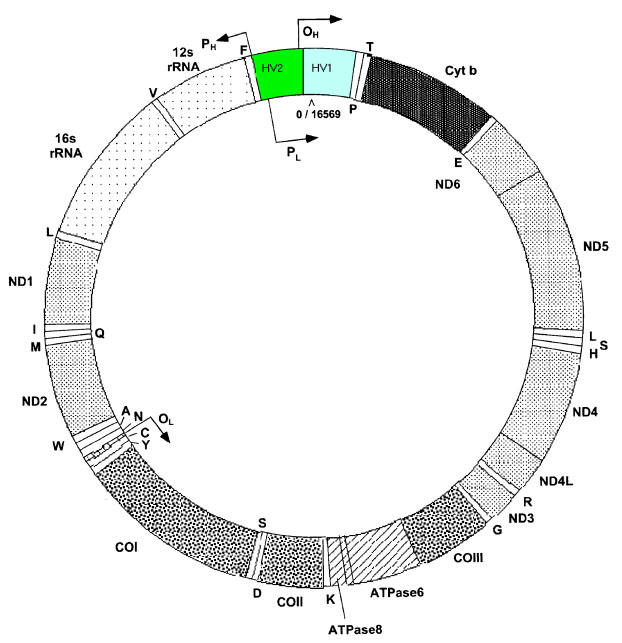 O_H
P_H
F
T
12s
rRNA
HV2
HV1
Cyt b
V
0 / 16569
P
P_L
E
ND6
16s
rRNA
L
ND5
ND1
I
Q
M
L
S
H
ND2
A
N
O_L
C
Y
W
ND4
ND4L
R
ND3
G
COI
S
D
COII
K
ATPase6
COIII
ATPase8